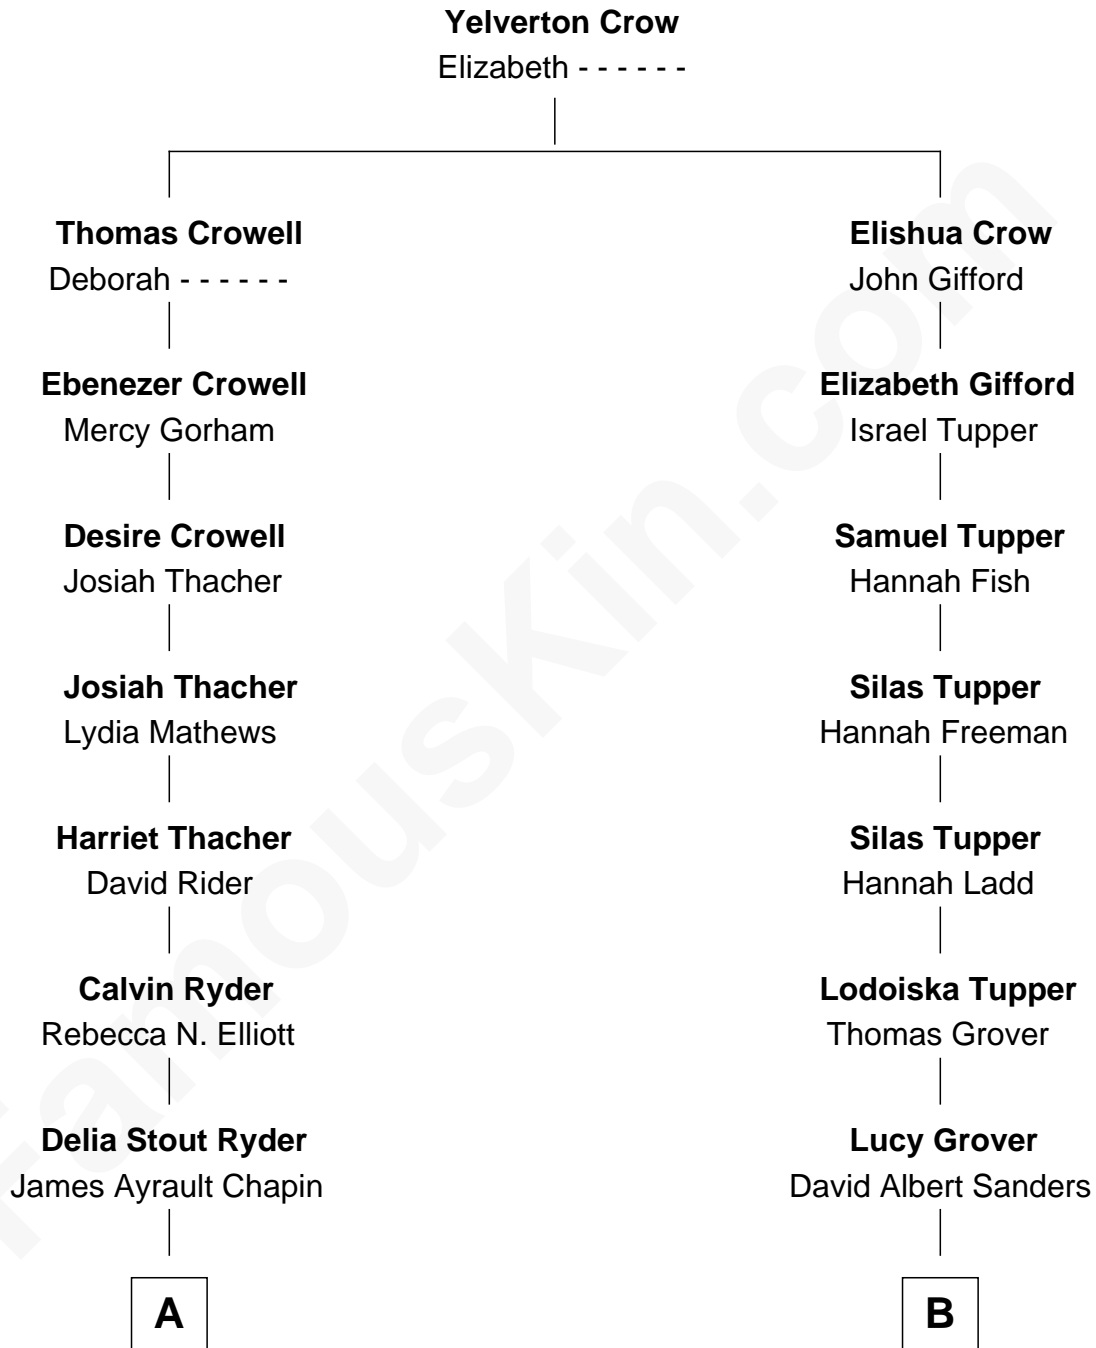 Yelverton Crow
Elizabeth - - - - - -
Thomas Crowell
Deborah - - - - - -
Ebenezer Crowell
Mercy Gorham
Desire Crowell
Josiah Thacher
Josiah Thacher
Lydia Mathews
Harriet Thacher
David Rider
Calvin Ryder
Rebecca N. Elliott
Delia Stout Ryder
James Ayrault Chapin
A
Elishua Crow
John Gifford
Elizabeth Gifford
Israel Tupper
Samuel Tupper
Hannah Fish
Silas Tupper
Hannah Freeman
Silas Tupper
Hannah Ladd
Lodoiska Tupper
Thomas Grover
Lucy Grover
David Albert Sanders
B
FamousKin.com